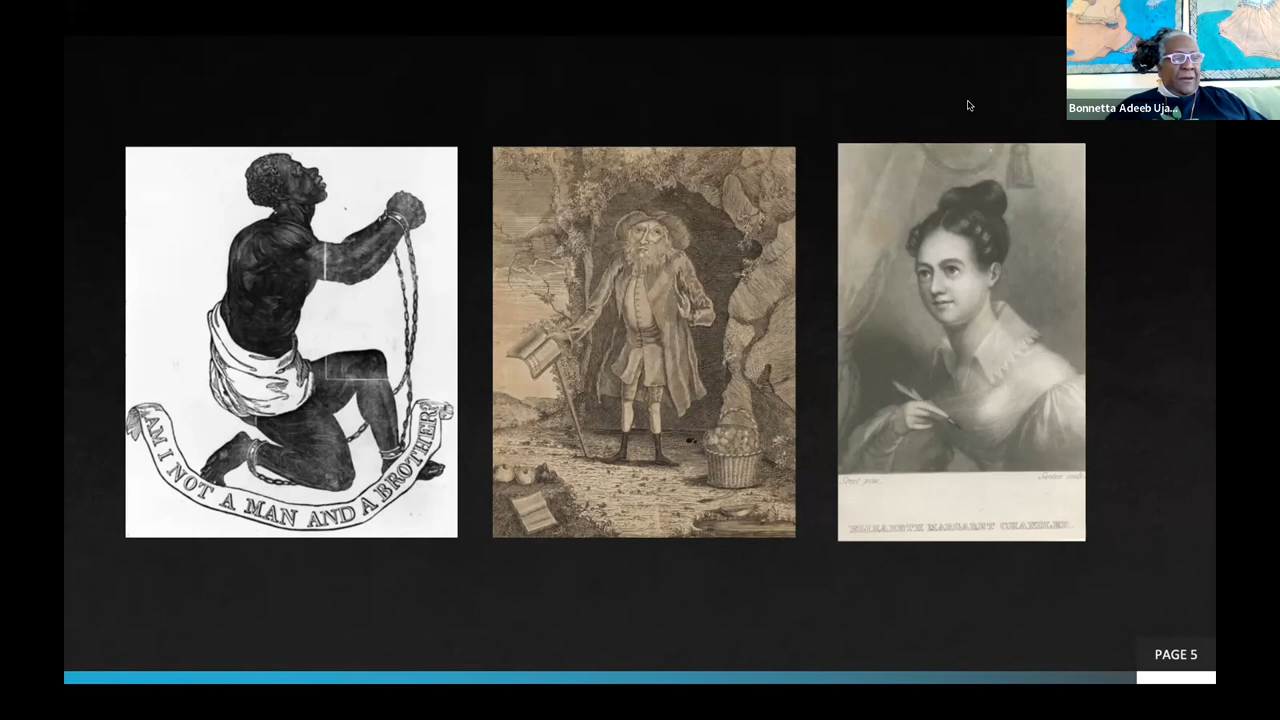 Bonnetta Adeeb Uja...
AM I NOT A MAN AND A BROTHER?
ELIZABETH MARGARET CHANDLER.
PAGE 5